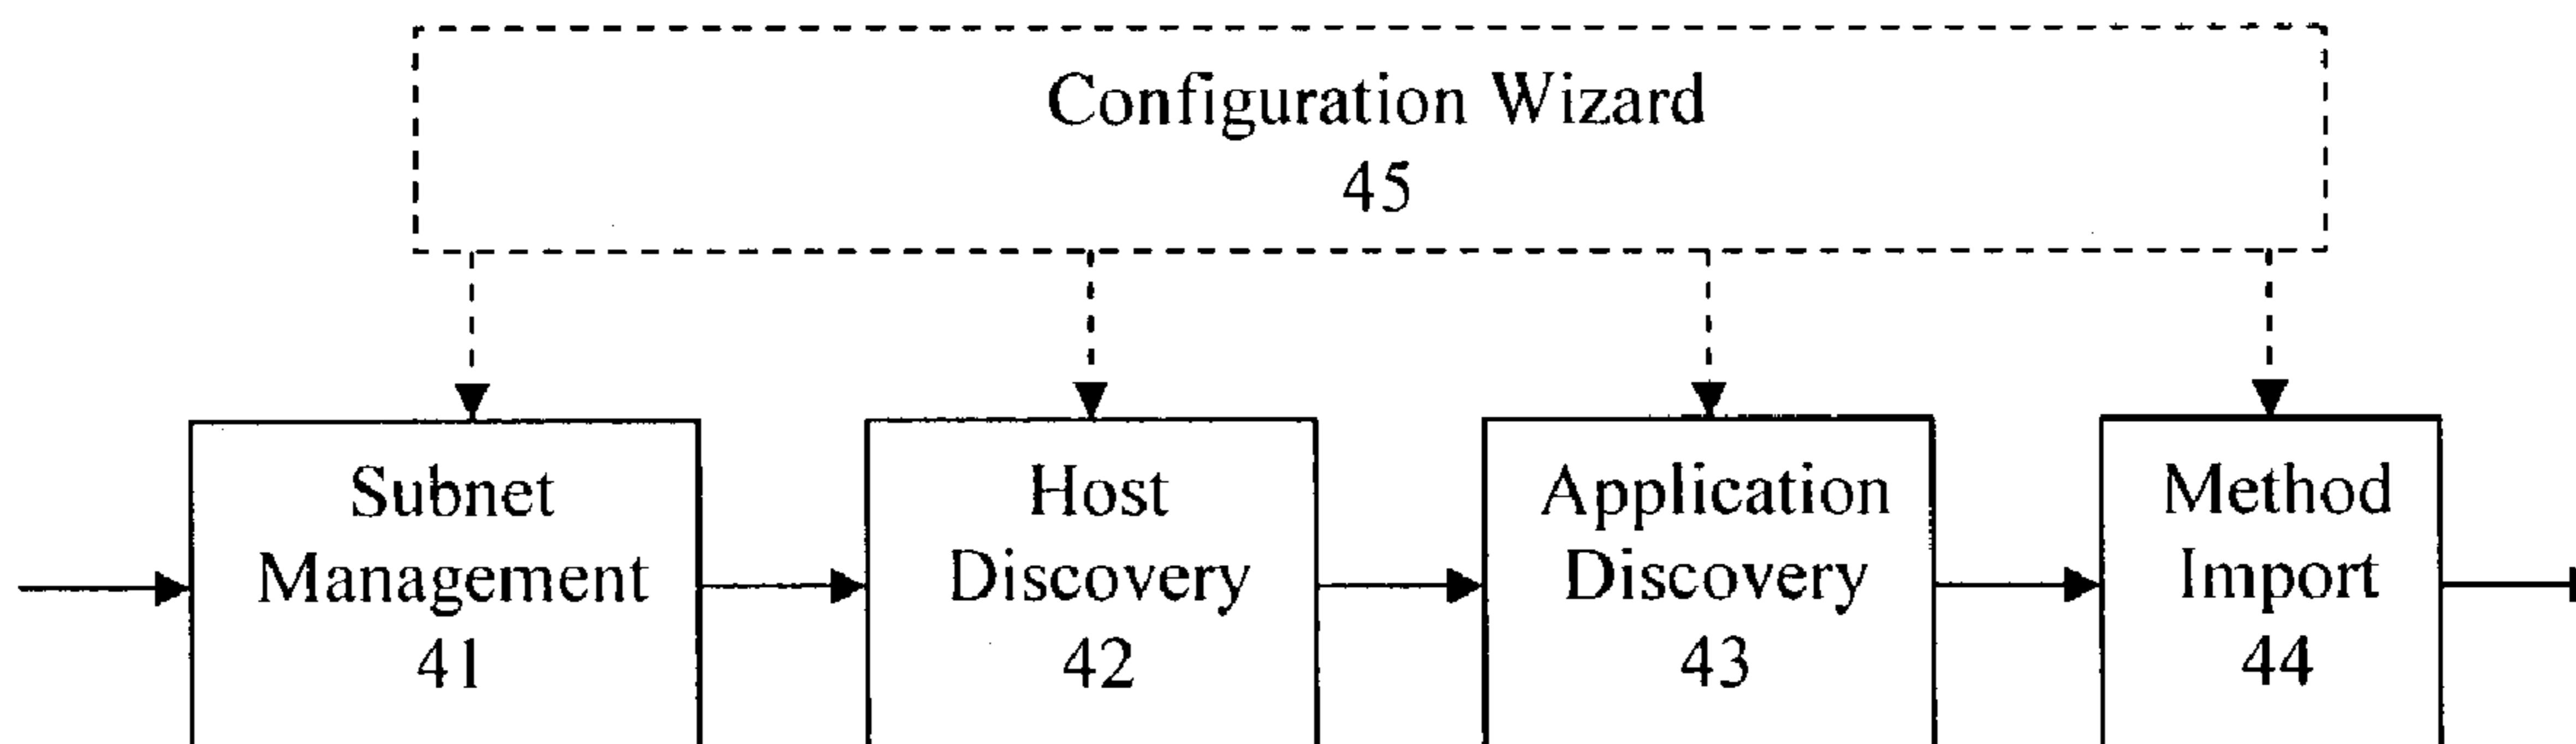 Configuration Wizard
45
Subnet
Management
41
Host
Discovery
42
Application
Discovery
43
Method
Import
44